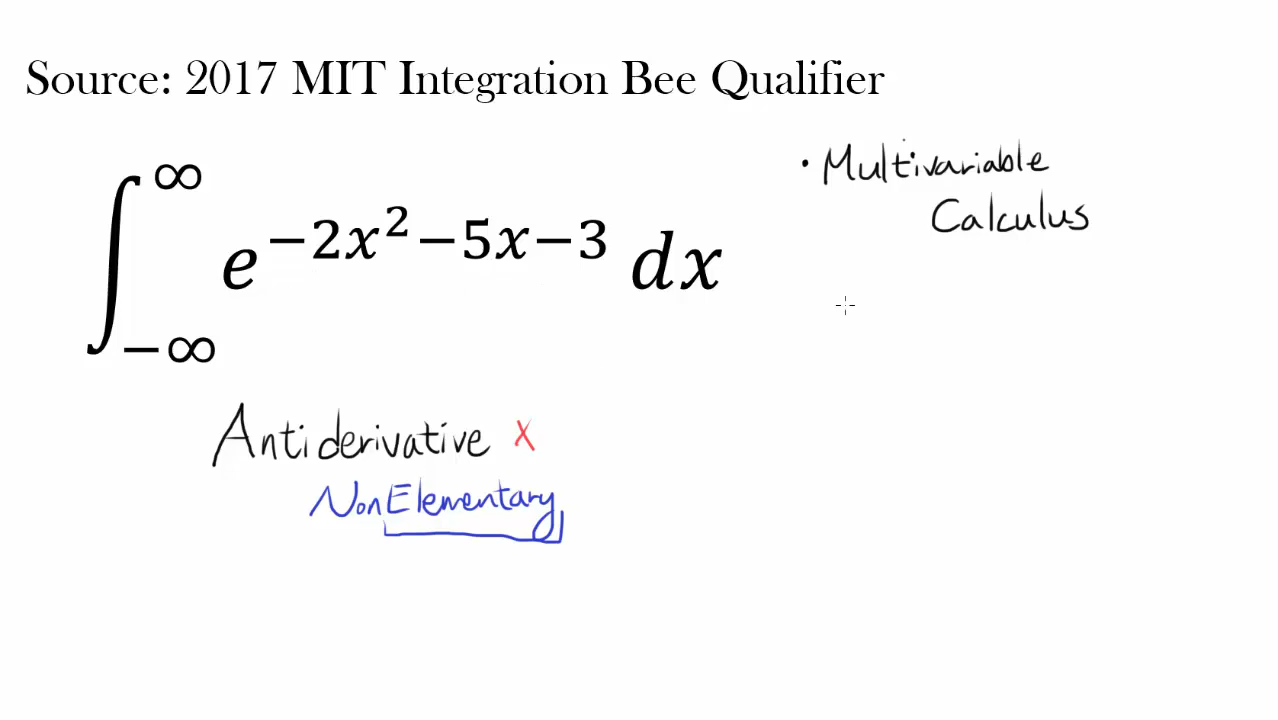 Source: 2017 MIT Integration Bee Qualifier
∫_{-∞}^{∞} e^{-2x²-5x-3} dx
• Multivariable
Calculus
Antiderivative x
NonElementary